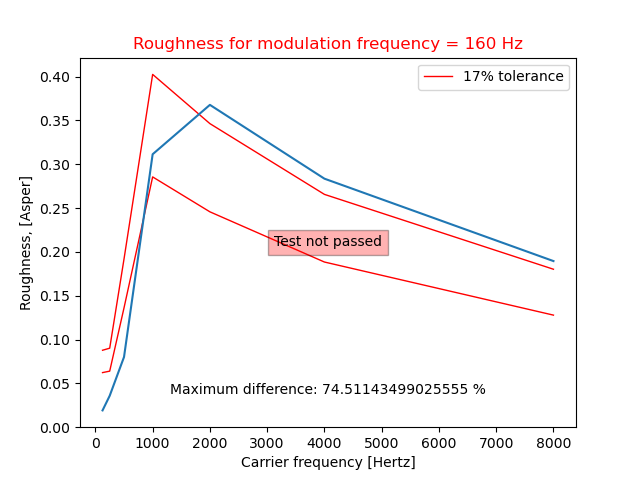 Roughness for modulation frequency = 160 Hz
17% tolerance
0.40
0.35
0.30
0.25
0.20
0.15
0.10
0.05
0.00
Roughness, [Asper]
Test not passed
Maximum difference: 74.51143499025555 %
0 1000 2000 3000 4000 5000 6000 7000 8000
Carrier frequency [Hertz]